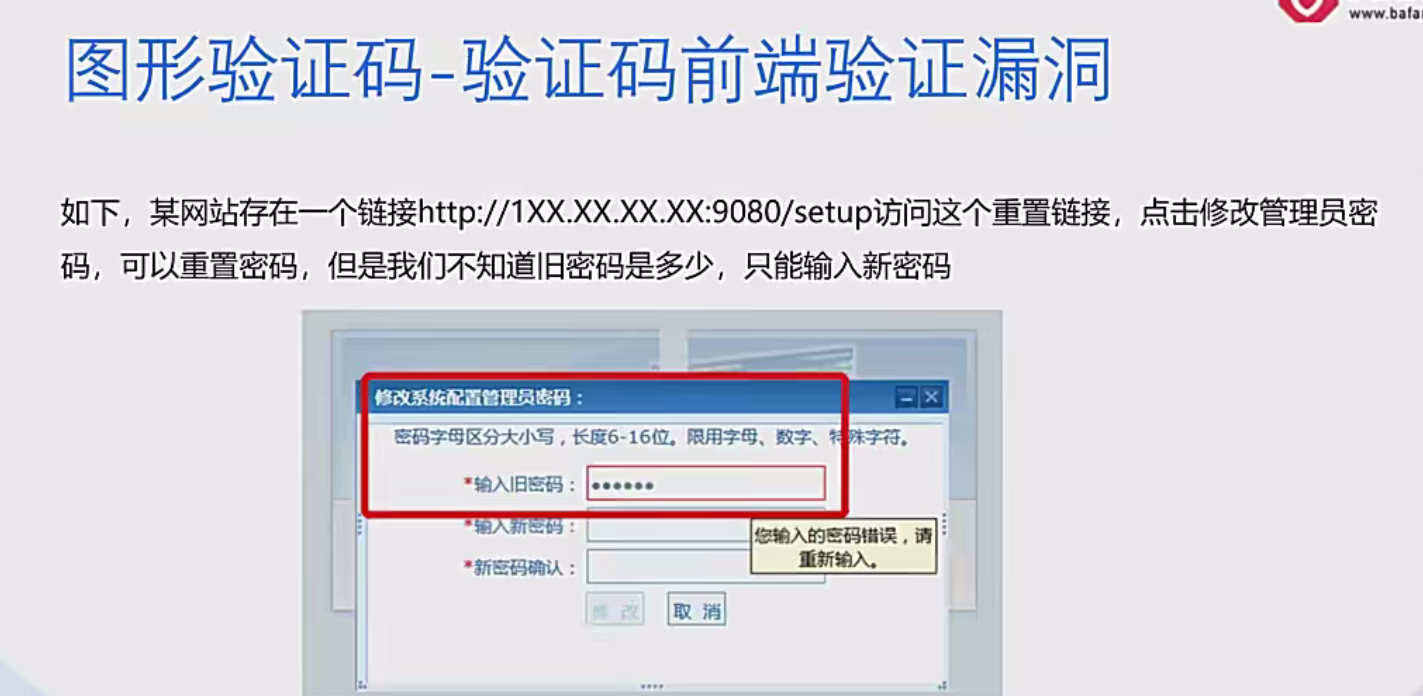 www.bafa
图形验证码-验证码前端验证漏洞
如下，某网站存在一个链接http://1XX.XX.XX.XX:9080/setup访问这个重置链接，点击修改管理员密
码，可以重置密码，但是我们不知道旧密码是多少，只能输入新密码
修改系统配置管理员密码：
密码字母区分大小写，长度6-16位。限用字母、数字、特殊字符。
*输入旧密码：••••••
*输入新密码：
您输入的密码错误，请
重新输入。
*新密码确认：
修 改 取 消